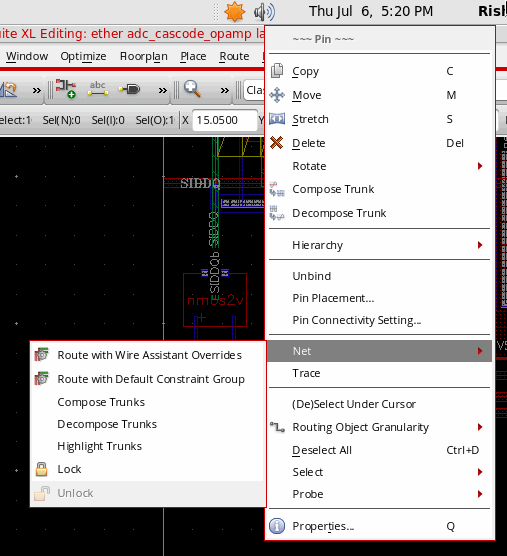 Thu Jul 6, 5:20 PM
Risl
uite XL Editing: ether adc_cascode_opamp la
Window Optimize Floorplan Place Route
abc
Clas
elect:1 Sel(N):0 Sel(I):0 Sel(O):1 X 15.0500 Y
SIDDQ
ESIDDQb SIDDQ
nmos2v
V5
~~~ Pin ~~~
Copy C
Move M
Stretch S
Delete Del
Rotate
Compose Trunk
Decompose Trunk
Hierarchy
Unbind
Pin Placement...
Pin Connectivity Setting...
Net
Trace
(De)Select Under Cursor
Routing Object Granularity
Deselect All Ctrl+D
Select
Probe
Properties... Q
Route with Wire Assistant Overrides
Route with Default Constraint Group
Compose Trunks
Decompose Trunks
Highlight Trunks
Lock
Unlock